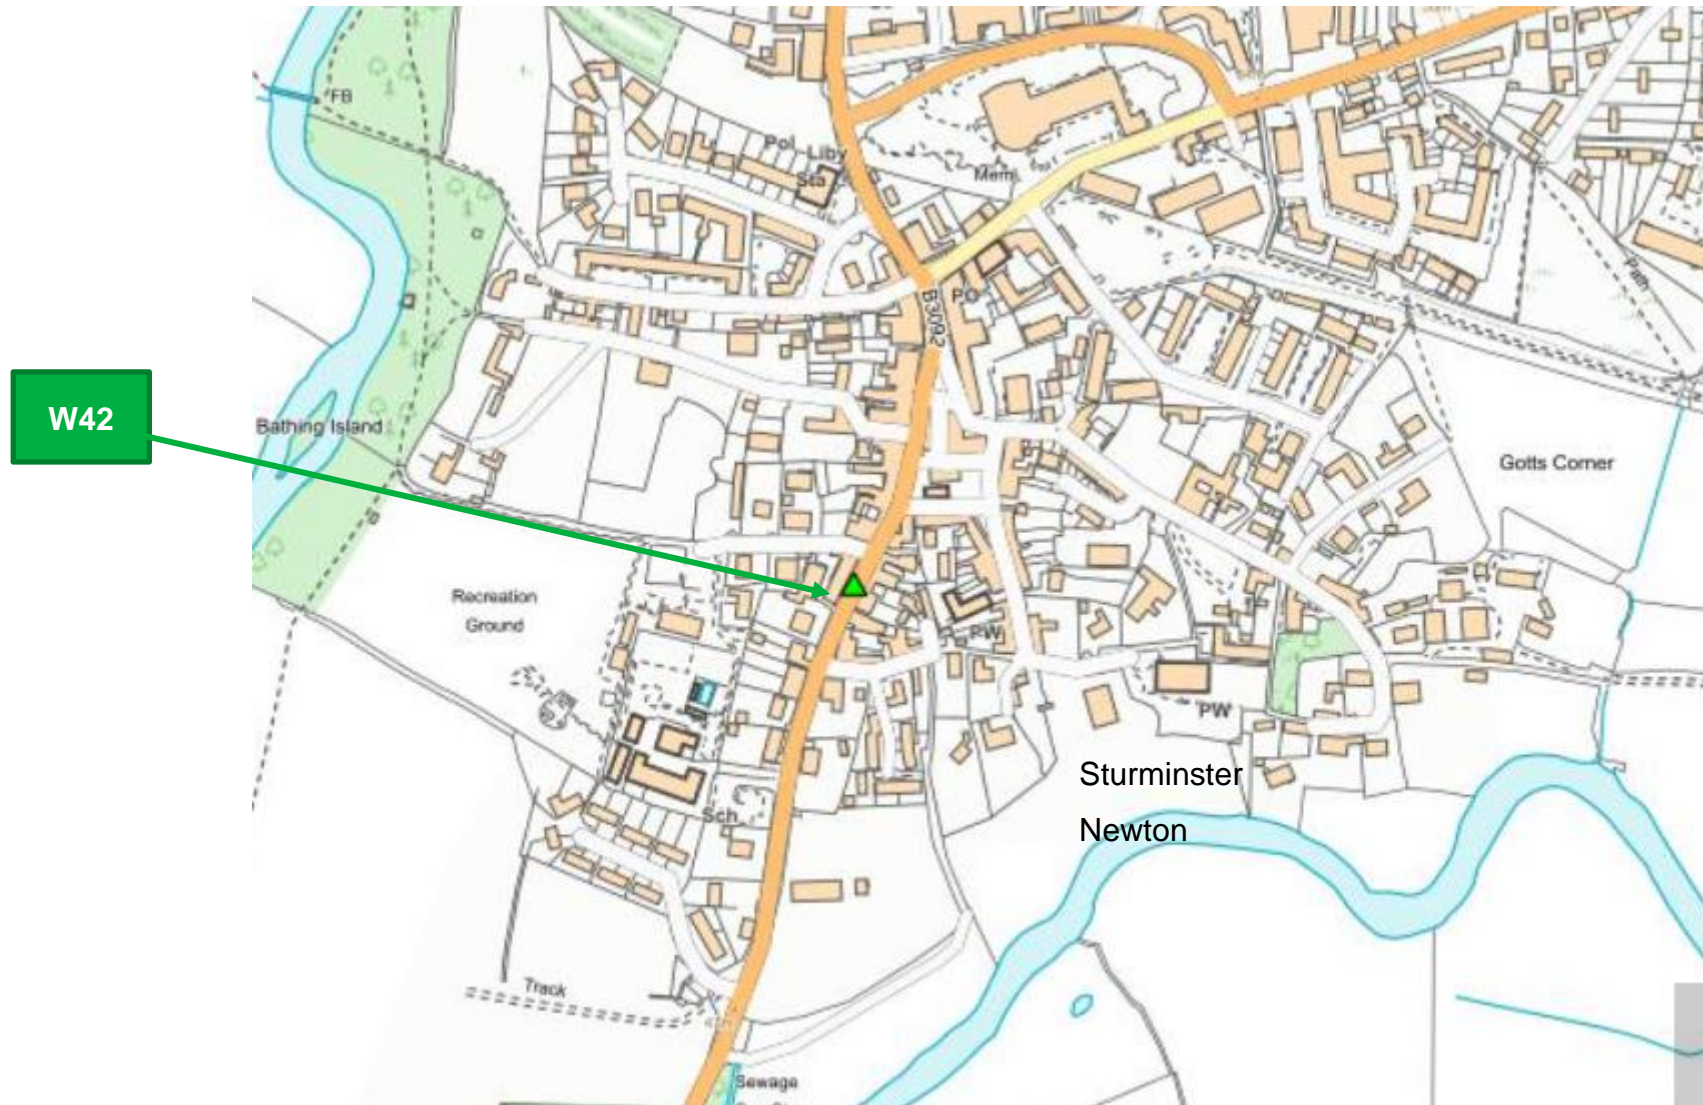 FB
Pol
Liby
Sta
Meml
PO
B3092
Path
W42
Bathing Island
Gotts Corner
Recreation
Ground
PW
PW
Sturminster
Newton
Sch
Track
Sewage